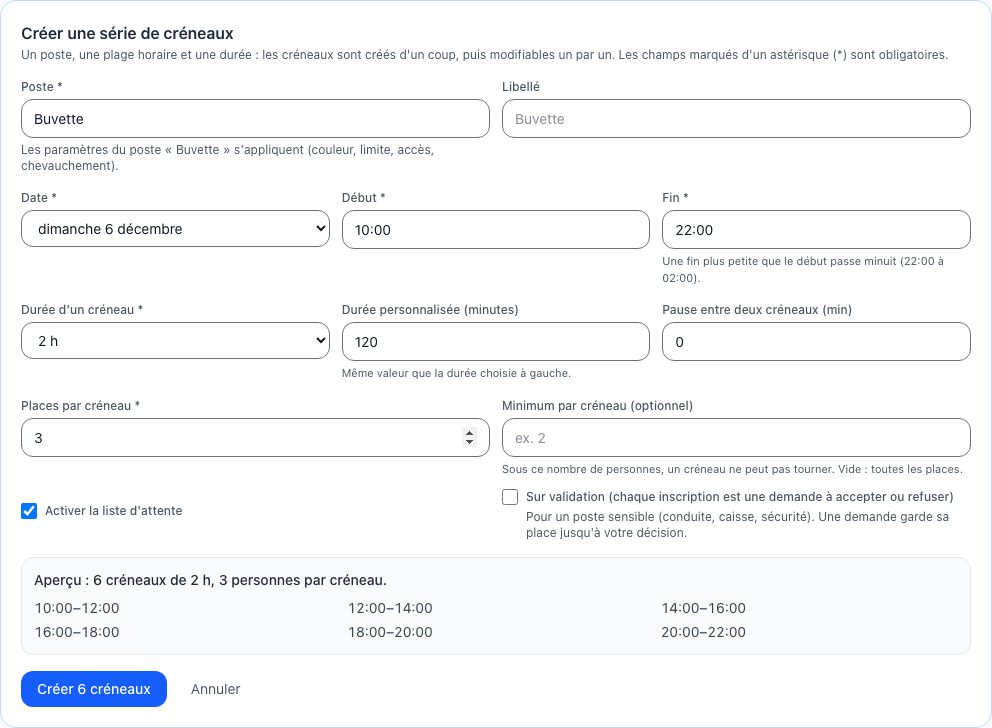 Créer une série de créneaux
Un poste, une plage horaire et une durée : les créneaux sont créés d'un coup, puis modifiables un par un. Les champs marqués d'un astérisque (*) sont obligatoires.
Poste *
Libellé
Buvette
Buvette
Les paramètres du poste « Buvette » s'appliquent (couleur, limite, accès,
chevauchement).
Date *
Début *
Fin *
dimanche 6 décembre
10:00
22:00
Une fin plus petite que le début passe minuit (22:00 à
02:00).
Durée d'un créneau *
Durée personnalisée (minutes)
Pause entre deux créneaux (min)
2 h
120
0
Même valeur que la durée choisie à gauche.
Places par créneau *
Minimum par créneau (optionnel)
3
ex. 2
Sous ce nombre de personnes, un créneau ne peut pas tourner. Vide : toutes les places.
Activer la liste d'attente
Sur validation (chaque inscription est une demande à accepter ou refuser)
Pour un poste sensible (conduite, caisse, sécurité). Une demande garde sa
place jusqu'à votre décision.
Aperçu : 6 créneaux de 2 h, 3 personnes par créneau.
10:00–12:00
12:00–14:00
14:00–16:00
16:00–18:00
18:00–20:00
20:00–22:00
Créer 6 créneaux
Annuler